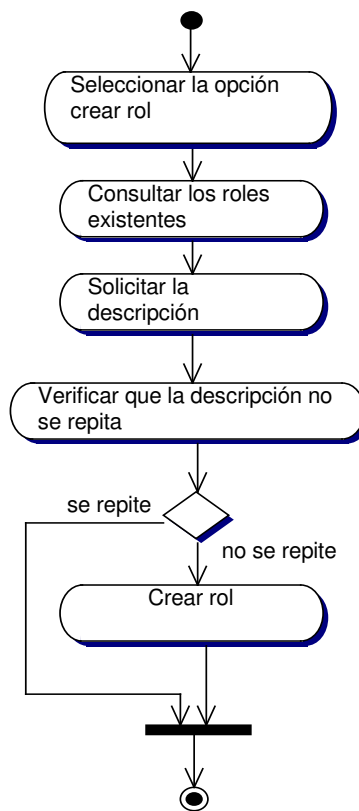 Seleccionar la opción
crear rol
Consultar los roles
existentes
Solicitar la
descripción
Verificar que la descripción no
se repita
se repite
no se repite
Crear rol